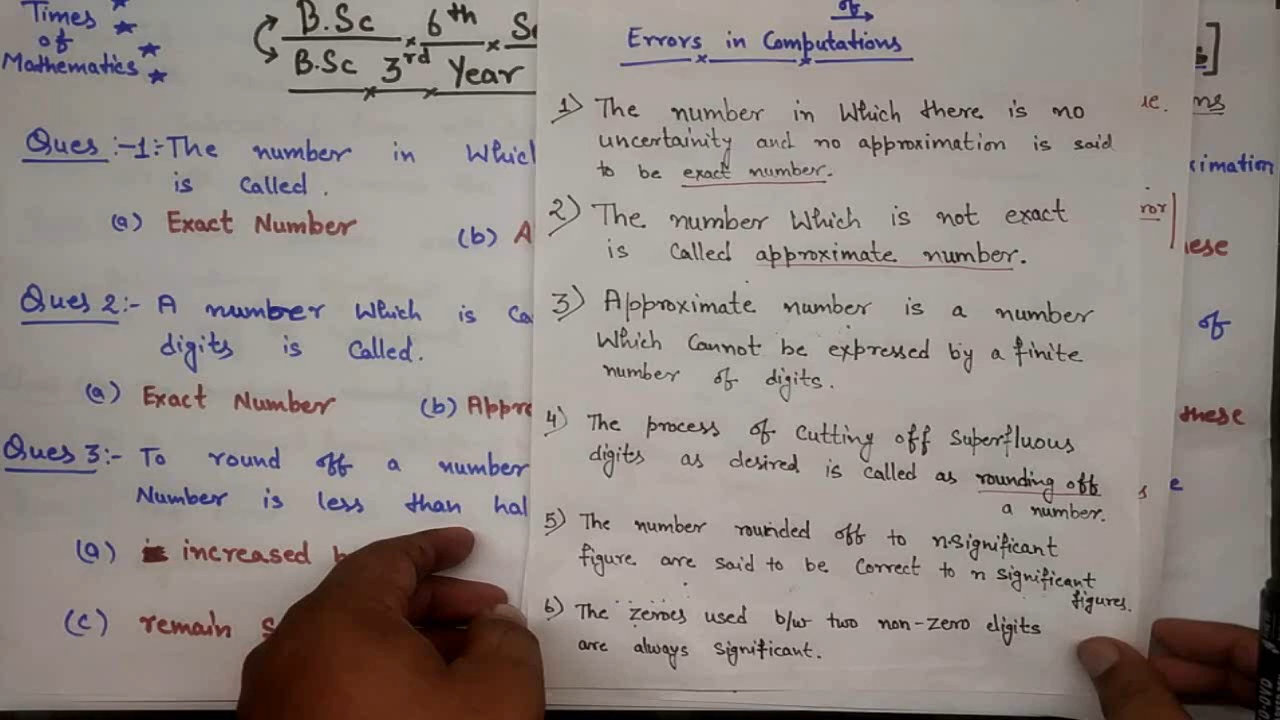 Times
of
Mathematics
B.Sc 6th
B.Sc 3rd Year
Ques:-1:- The number in Which
is called.
(a) Exact Number (b) A
Ques 2:- A number which is
digits is called.
(a) Exact Number (b) Appro
Ques 3:- To round off a number
Number is less than
(a) increased
(c) remain
of
Errors in Computations
1) The number in Which there is no
uncertainity and no approximation is said
to be exact number.
2) The number Which is not exact
is called approximate number.
3) Approximate number is a number
Which cannot be expressed by a finite
number of digits.
4) The process of cutting off superfluous
digits as desired is called as rounding off
a number.
5) The number rounded off to n-significant
figure are said to be correct to n significant
figures.
6) The zeroes used b/w two non-zero digits
are always significant.
of
these